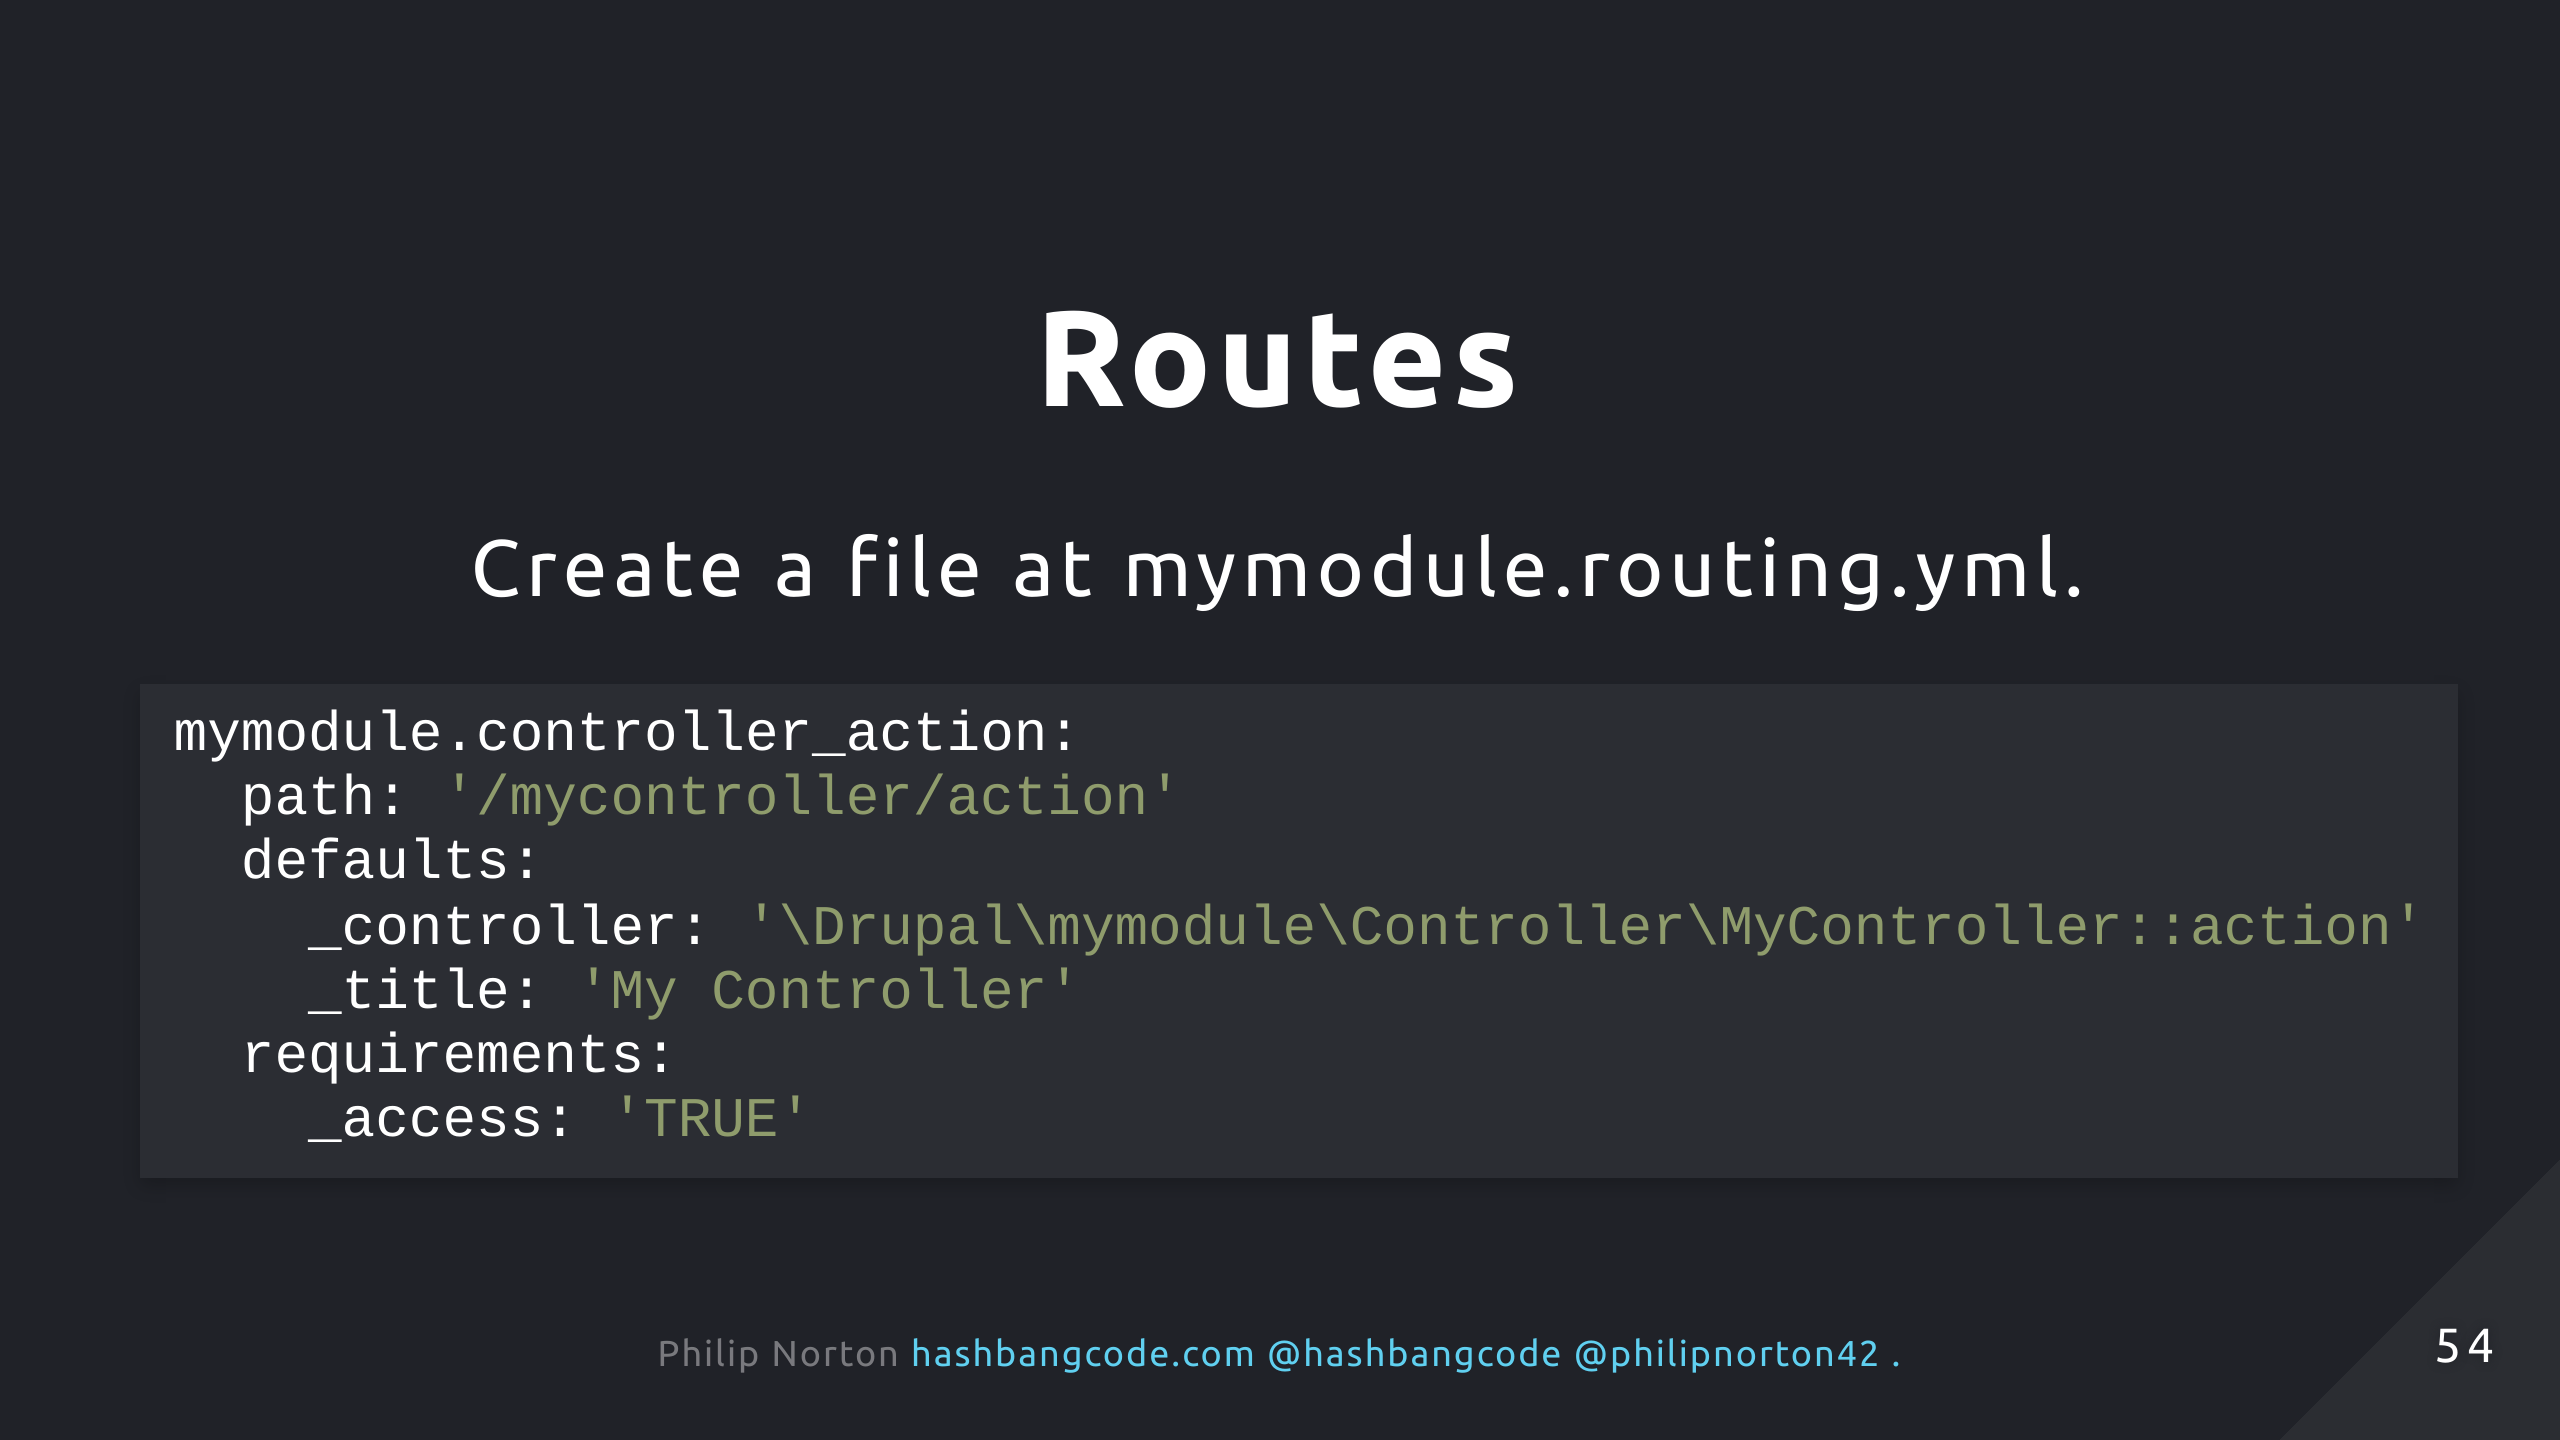 Routes
Create a file at mymodule.routing.yml.
mymodule.controller_action:
  path: '/mycontroller/action'
  defaults:
    _controller: '\Drupal\mymodule\Controller\MyController::action'
    _title: 'My Controller'
  requirements:
    _access: 'TRUE'
Philip Norton hashbangcode.com @hashbangcode @philipnorton42 .
54